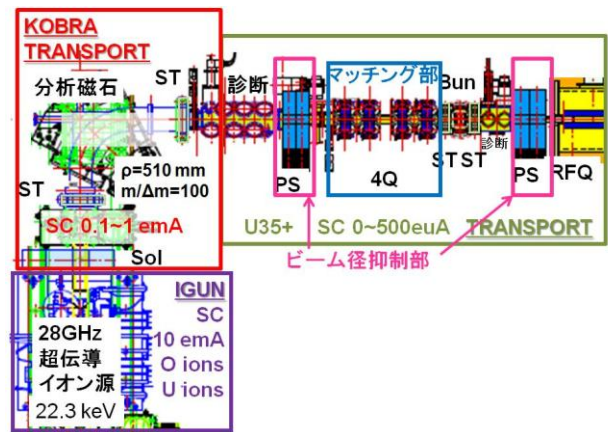 KOBRA
TRANSPORT
分析磁石
ST
ρ=510 mm
m/Δm=100
ST
SC 0.1~1 emA
Sol
診断
マッチング部
Bun
ST ST
診断
PS
4Q
PS
RFQ
U35+ SC 0~500euA TRANSPORT
ビーム径抑制部
IGUN
SC
10 emA
O ions
U ions
28GHz
超伝導
イオン源
22.3 keV